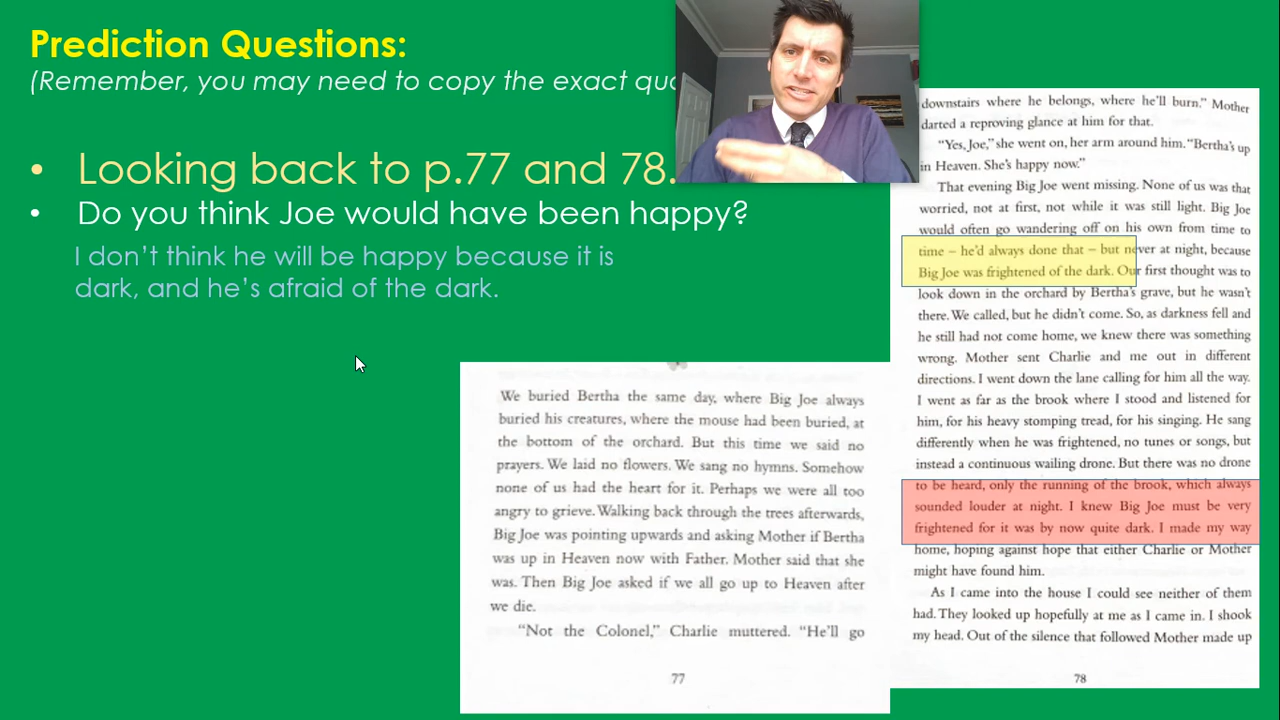 Prediction Questions:
(Remember, you may need to copy the exact quo
• Looking back to p.77 and 78.
• Do you think Joe would have been happy?
I don't think he will be happy because it is
dark, and he's afraid of the dark.
We buried Bertha the same day, where Big Joe always
buried his creatures, where the mouse had been buried, at
the bottom of the orchard. But this time we said no
prayers. We laid no flowers. We sang no hymns. Somehow
none of us had the heart for it. Perhaps we were all too
angry to grieve. Walking back through the trees afterwards,
Big Joe was pointing upwards and asking Mother if Bertha
was up in Heaven now with Father. Mother said that she
was. Then Big Joe asked if we all go up to Heaven after
we die.
"Not the Colonel," Charlie muttered. "He'll go
77
downstairs where he belongs, where he'll burn." Mother
darted a reproving glance at him for that.
"Yes, Joe," she went on, her arm around him. "Bertha's up
in Heaven. She's happy now."
That evening Big Joe went missing. None of us was that
worried, not at first, not while it was still light. Big Joe
would often go wandering off on his own from time to
time – he'd always done that – but never at night, because
Big Joe was frightened of the dark. Our first thought was to
look down in the orchard by Bertha's grave, but he wasn't
there. We called, but he didn't come. So, as darkness fell and
he still had not come home, we knew there was something
wrong. Mother sent Charlie and me out in different
directions. I went down the lane calling for him all the way.
I went as far as the brook where I stood and listened for
him, for his heavy stomping tread, for his singing. He sang
differently when he was frightened, no tunes or songs, but
instead a continuous wailing drone. But there was no drone
to be heard, only the running of the brook, which always
sounded louder at night. I knew Big Joe must be very
frightened for it was by now quite dark. I made my way
home, hoping against hope that either Charlie or Mother
might have found him.
As I came into the house I could see neither of them
had. They looked up hopefully at me as I came in. I shook
my head. Out of the silence that followed Mother made up
78